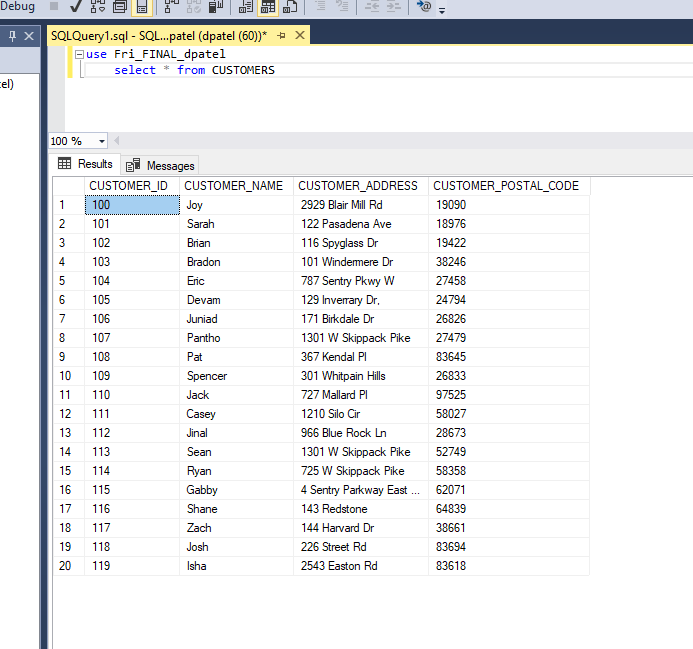 Debug
SQLQuery1.sql - SQL...patel (dpatel (60))*
use Fri_FINAL_dpatel
select * from CUSTOMERS
el)
100 %
Results Messages
CUSTOMER_ID CUSTOMER_NAME CUSTOMER_ADDRESS CUSTOMER_POSTAL_CODE
1 100 Joy 2929 Blair Mill Rd 19090
2 101 Sarah 122 Pasadena Ave 18976
3 102 Brian 116 Spyglass Dr 19422
4 103 Bradon 101 Windermere Dr 38246
5 104 Eric 787 Sentry Pkwy W 27458
6 105 Devam 129 Inverrary Dr, 24794
7 106 Juniad 171 Birkdale Dr 26826
8 107 Pantho 1301 W Skippack Pike 27479
9 108 Pat 367 Kendal Pl 83645
10 109 Spencer 301 Whitpain Hills 26833
11 110 Jack 727 Mallard Pl 97525
12 111 Casey 1210 Silo Cir 58027
13 112 Jinal 966 Blue Rock Ln 28673
14 113 Sean 1301 W Skippack Pike 52749
15 114 Ryan 725 W Skippack Pike 58358
16 115 Gabby 4 Sentry Parkway East ... 62071
17 116 Shane 143 Redstone 64839
18 117 Zach 144 Harvard Dr 38661
19 118 Josh 226 Street Rd 83694
20 119 Isha 2543 Easton Rd 83618